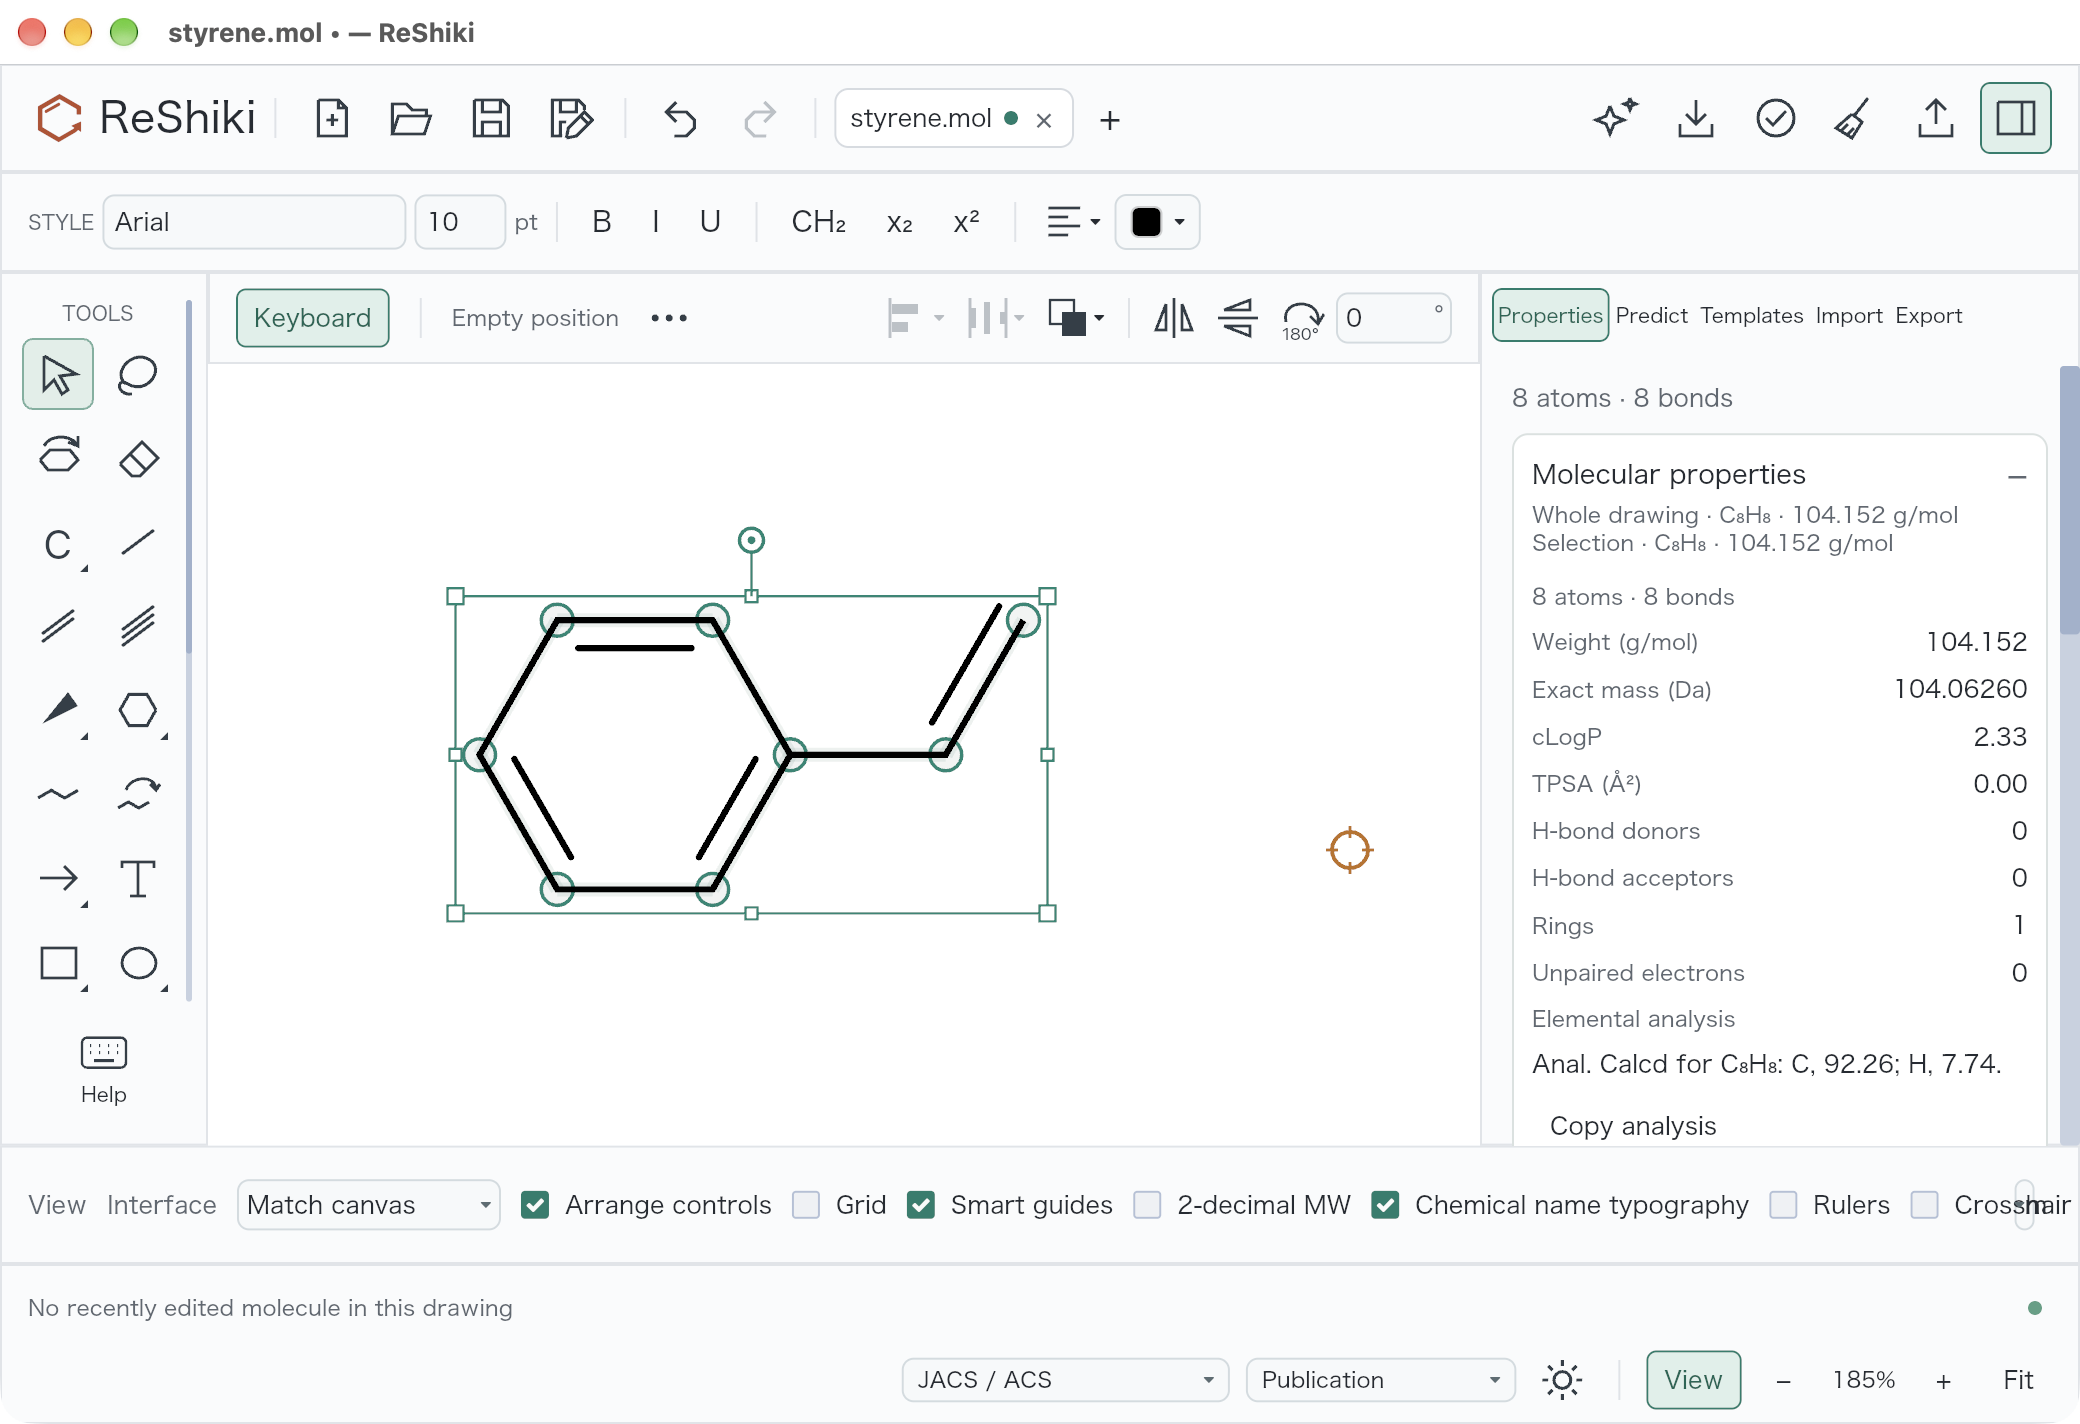 styrene.mol • — ReShiki
ReShiki
styrene.mol
STYLE Arial 10 pt B I U CH₂ x₂ x²
TOOLS
Keyboard Empty position
180°
0 °
Properties Predict Templates Import Export
C
T
Help
8 atoms · 8 bonds
Molecular properties
Whole drawing · C₈H₈ · 104.152 g/mol
Selection · C₈H₈ · 104.152 g/mol
8 atoms · 8 bonds
Weight (g/mol) 104.152
Exact mass (Da) 104.06260
cLogP 2.33
TPSA (Å²) 0.00
H-bond donors 0
H-bond acceptors 0
Rings 1
Unpaired electrons 0
Elemental analysis
Anal. Calcd for C₈H₈: C, 92.26; H, 7.74.
Copy analysis
View Interface Match canvas Arrange controls Grid Smart guides 2-decimal MW Chemical name typography Rulers
No recently edited molecule in this drawing
JACS / ACS Publication View − 185% + Fit